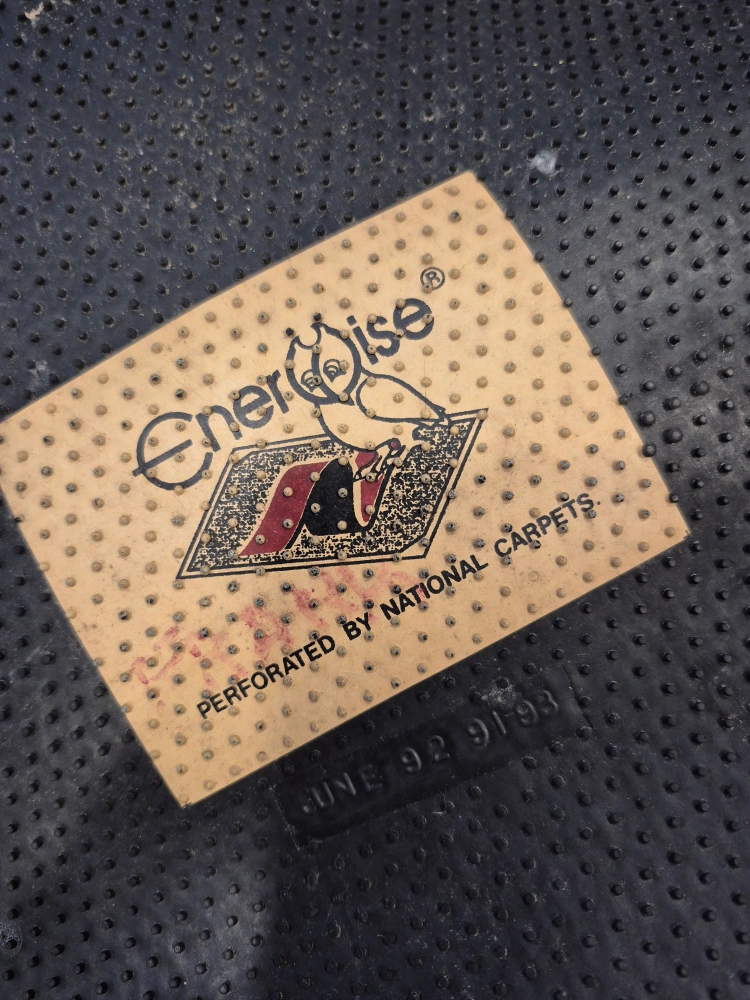 EnerWise®
PERFORATED BY NATIONAL CARPETS.
JUNE 92 91-93